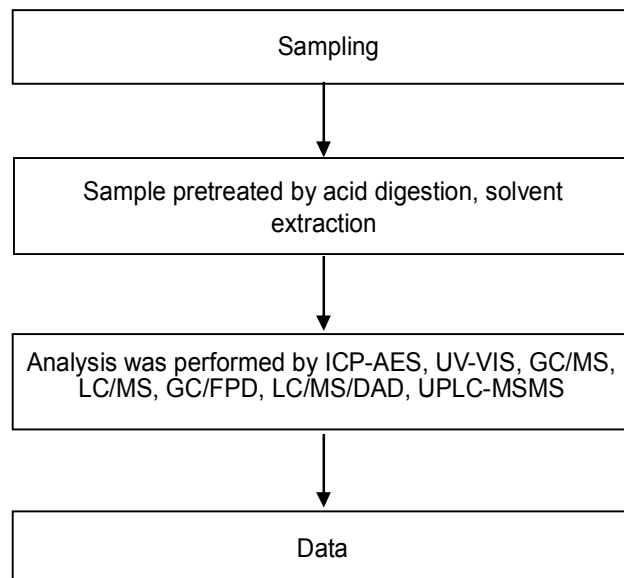 Sampling
Sample pretreated by acid digestion, solvent
extraction
Analysis was performed by ICP-AES, UV-VIS, GC/MS,
LC/MS, GC/FPD, LC/MS/DAD, UPLC-MSMS
Data